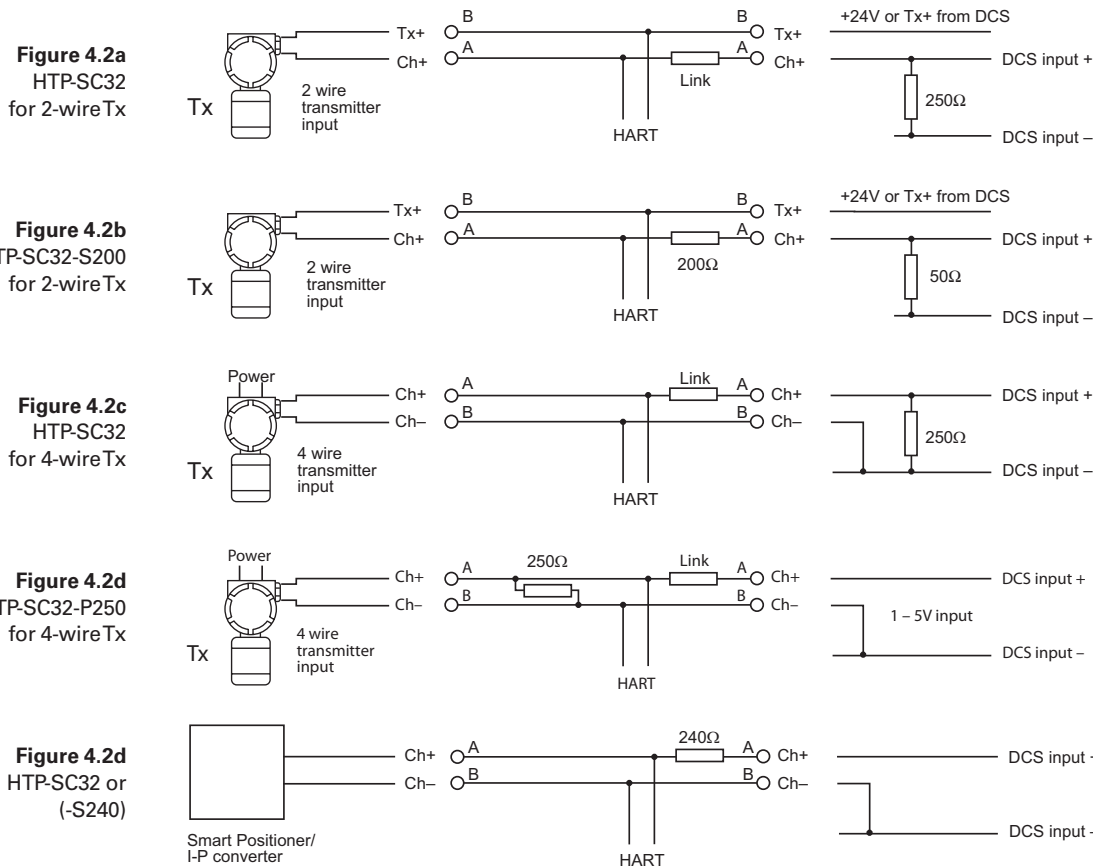 Figure 4.2a
HTP-SC32
for 2-wire Tx
Tx
2 wire
transmitter
input
Tx+
Ch+
B
A
HART
Link
B
A
Tx+
Ch+
+24V or Tx+ from DCS
DCS input +
250Ω
DCS input –
Figure 4.2b
TP-SC32-S200
for 2-wire Tx
Tx
2 wire
transmitter
input
Tx+
Ch+
B
A
HART
200Ω
B
A
Tx+
Ch+
+24V or Tx+ from DCS
DCS input +
50Ω
DCS input –
Figure 4.2c
HTP-SC32
for 4-wire Tx
Power
Tx
4 wire
transmitter
input
Ch+
Ch–
A
B
HART
Link
A
B
Ch+
Ch–
DCS input +
250Ω
DCS input –
Figure 4.2d
TP-SC32-P250
for 4-wire Tx
Power
Tx
4 wire
transmitter
input
Ch+
Ch–
A
B
250Ω
HART
Link
A
B
Ch+
Ch–
DCS input +
1 – 5V input
DCS input –
Figure 4.2d
HTP-SC32 or
(-S240)
Smart Positioner/
I-P converter
Ch+
Ch–
A
B
HART
240Ω
A
B
Ch+
Ch–
DCS input
DCS input